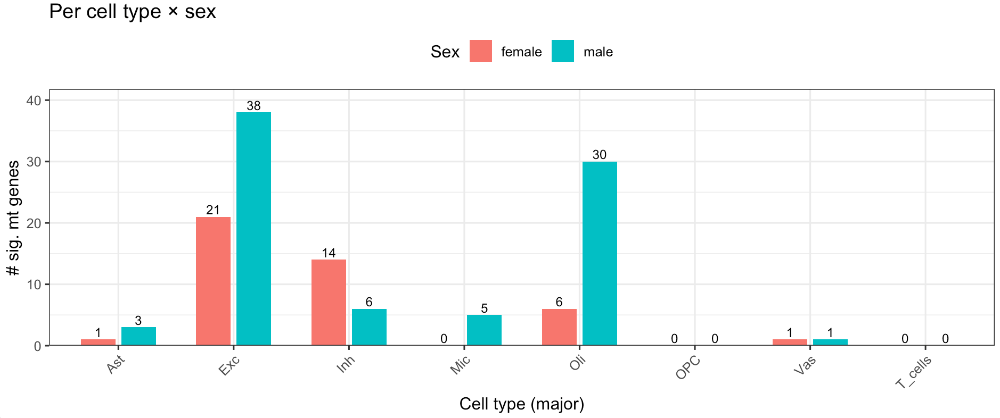 Per cell type × sex
Sex female male
# sig. mt genes
40
30
20
10
0
1 3
21 38
14 6
0 5
6 30
0 0
1 1
0 0
Ast Exc Inh Mic Oli OPC Vas T_cells
Cell type (major)